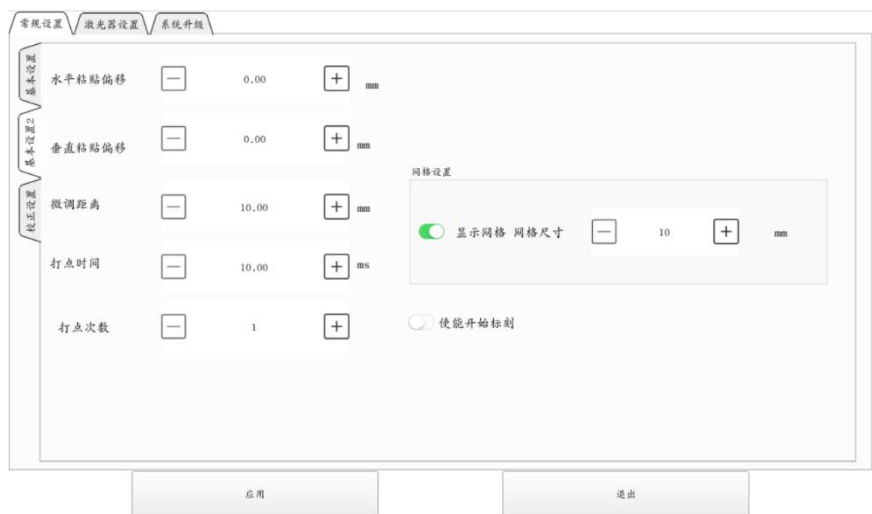 常规设置 激光器设置 系统升级
基本设置
基本设置2
校正设置
水平粘贴偏移 0.00 mm
垂直粘贴偏移 0.00 mm
微调距离 10.00 mm
打点时间 10.00 ms
打点次数 1
网格设置
显示网格 网格尺寸 10 mm
使能开始标刻
应用 退出